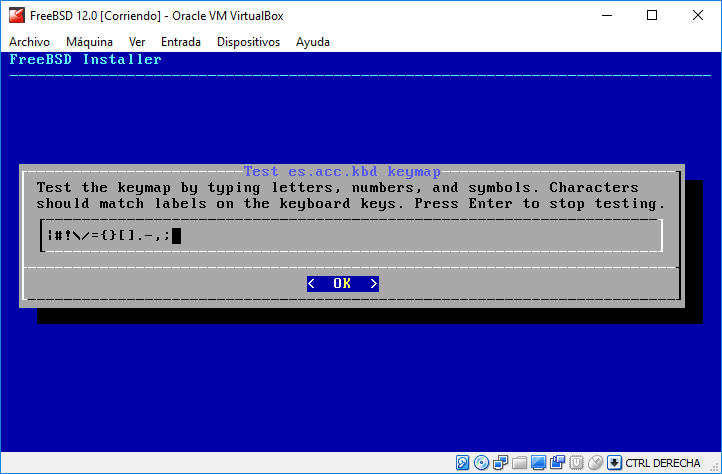 FreeBSD 12.0 [Corriendo] - Oracle VM VirtualBox
Archivo Máquina Ver Entrada Dispositivos Ayuda
FreeBSD Installer
Test es.acc.kbd keymap
Test the keymap by typing letters, numbers, and symbols. Characters
should match labels on the keyboard keys. Press Enter to stop testing.
¡#!\/={}[].-,;
< OK >
CTRL DERECHA